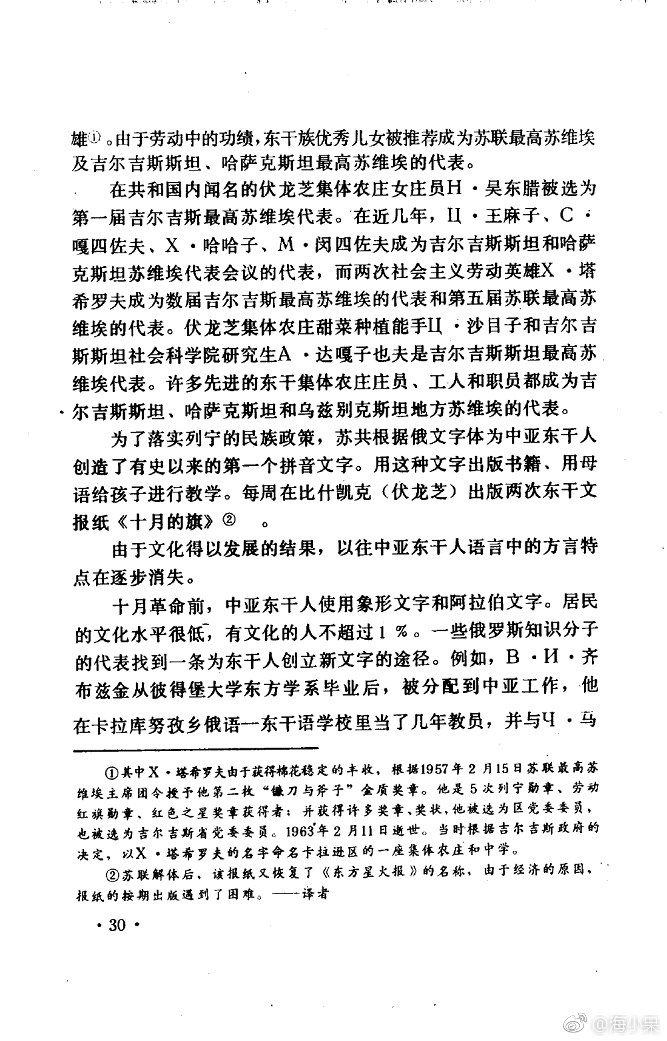 雄①。由于劳动中的功绩，东干族优秀儿女被推荐成为苏联最高苏维埃
及吉尔吉斯斯坦、哈萨克斯坦最高苏维埃的代表。
在共和国内闻名的伏龙芝集体农庄女庄员Н·吴东腊被选为
第一届吉尔吉斯最高苏维埃代表。在近几年，Ц·王麻子、С·
嘎四佐夫、Х·哈哈子、М·闵四佐夫成为吉尔吉斯斯坦和哈萨
克斯坦苏维埃代表会议的代表，而两次社会主义劳动英雄Х·塔
希罗夫成为数届吉尔吉斯最高苏维埃的代表和第五届苏联最高苏
维埃的代表。伏龙芝集体农庄甜菜种植能手Ц·沙日子和吉尔吉
斯斯坦社会科学院研究生А·达嘎子也夫是吉尔吉斯斯坦最高苏
维埃代表。许多先进的东干集体农庄庄员、工人和职员都成为吉
尔吉斯斯坦、哈萨克斯坦和乌兹别克斯坦地方苏维埃的代表。
为了落实列宁的民族政策，苏共根据俄文字体为中亚东干人
创造了有史以来的第一个拼音文字。用这种文字出版书籍、用母
语给孩子进行教学。每周在比什凯克（伏龙芝）出版两次东干文
报纸《十月的旗》②　。
由于文化得以发展的结果，以往中亚东干人语言中的方言特
点在逐步消失。
十月革命前，中亚东干人使用象形文字和阿拉伯文字。居民
的文化水平很低，有文化的人不超过1％。一些俄罗斯知识分子
的代表找到一条为东干人创立新文字的途径。例如，В·И·齐
布兹金从彼得堡大学东方学系毕业后，被分配到中亚工作，他
在卡拉库努孜乡俄语—东干语学校里当了几年教员，并与Ч·马
①其中Х·塔希罗夫由于获得棉花稳定的丰收，根据1957年2月15日苏联最高苏
维埃主席团令授予他第二枚“镰刀与斧子”金质奖章。他是5次列宁勋章、劳动
红旗勋章、红色之星奖章获得者；并获得许多奖章、奖状，他被选为区党委委员，
也被选为吉尔吉斯省党委委员。1963年2月11日逝世。当时根据吉尔吉斯政府的
决定，以Х·塔希罗夫的名字命名卡拉进区的一座集体农庄和中学。
②苏联解体后，该报纸又恢复了《东方星火报》的名称，由于经济的原因，
报纸的按期出版遇到了困难。——译者
·30·
@海小杲